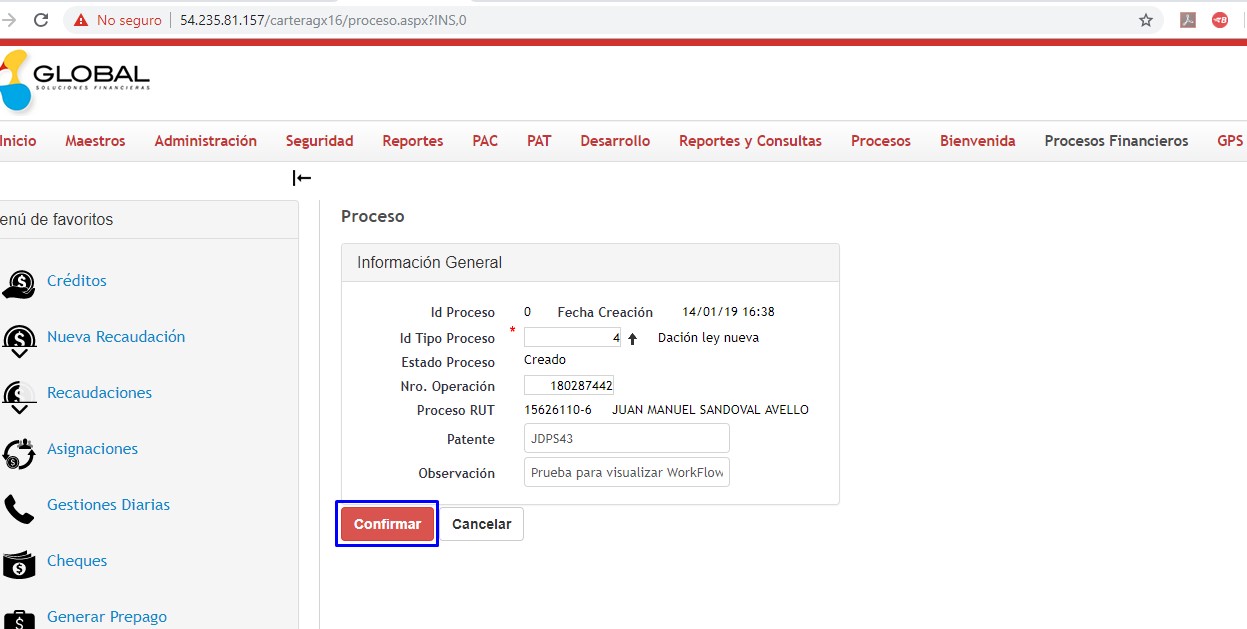 No seguro 54.235.81.157/carteragx16/proceso.aspx?INS,0
GLOBAL
SOLUCIONES FINANCIERAS
Inicio Maestros Administración Seguridad Reportes PAC PAT Desarrollo Reportes y Consultas Procesos Bienvenida Procesos Financieros GPS
enú de favoritos
Créditos
Nueva Recaudación
Recaudaciones
Asignaciones
Gestiones Diarias
Cheques
Generar Prepago
Proceso
Información General
Id Proceso 0 Fecha Creación 14/01/19 16:38
Id Tipo Proceso * 4 Dación ley nueva
Estado Proceso Creado
Nro. Operación 180287442
Proceso RUT 15626110-6 JUAN MANUEL SANDOVAL AVELLO
Patente JDPS43
Observación Prueba para visualizar WorkFlow
Confirmar Cancelar